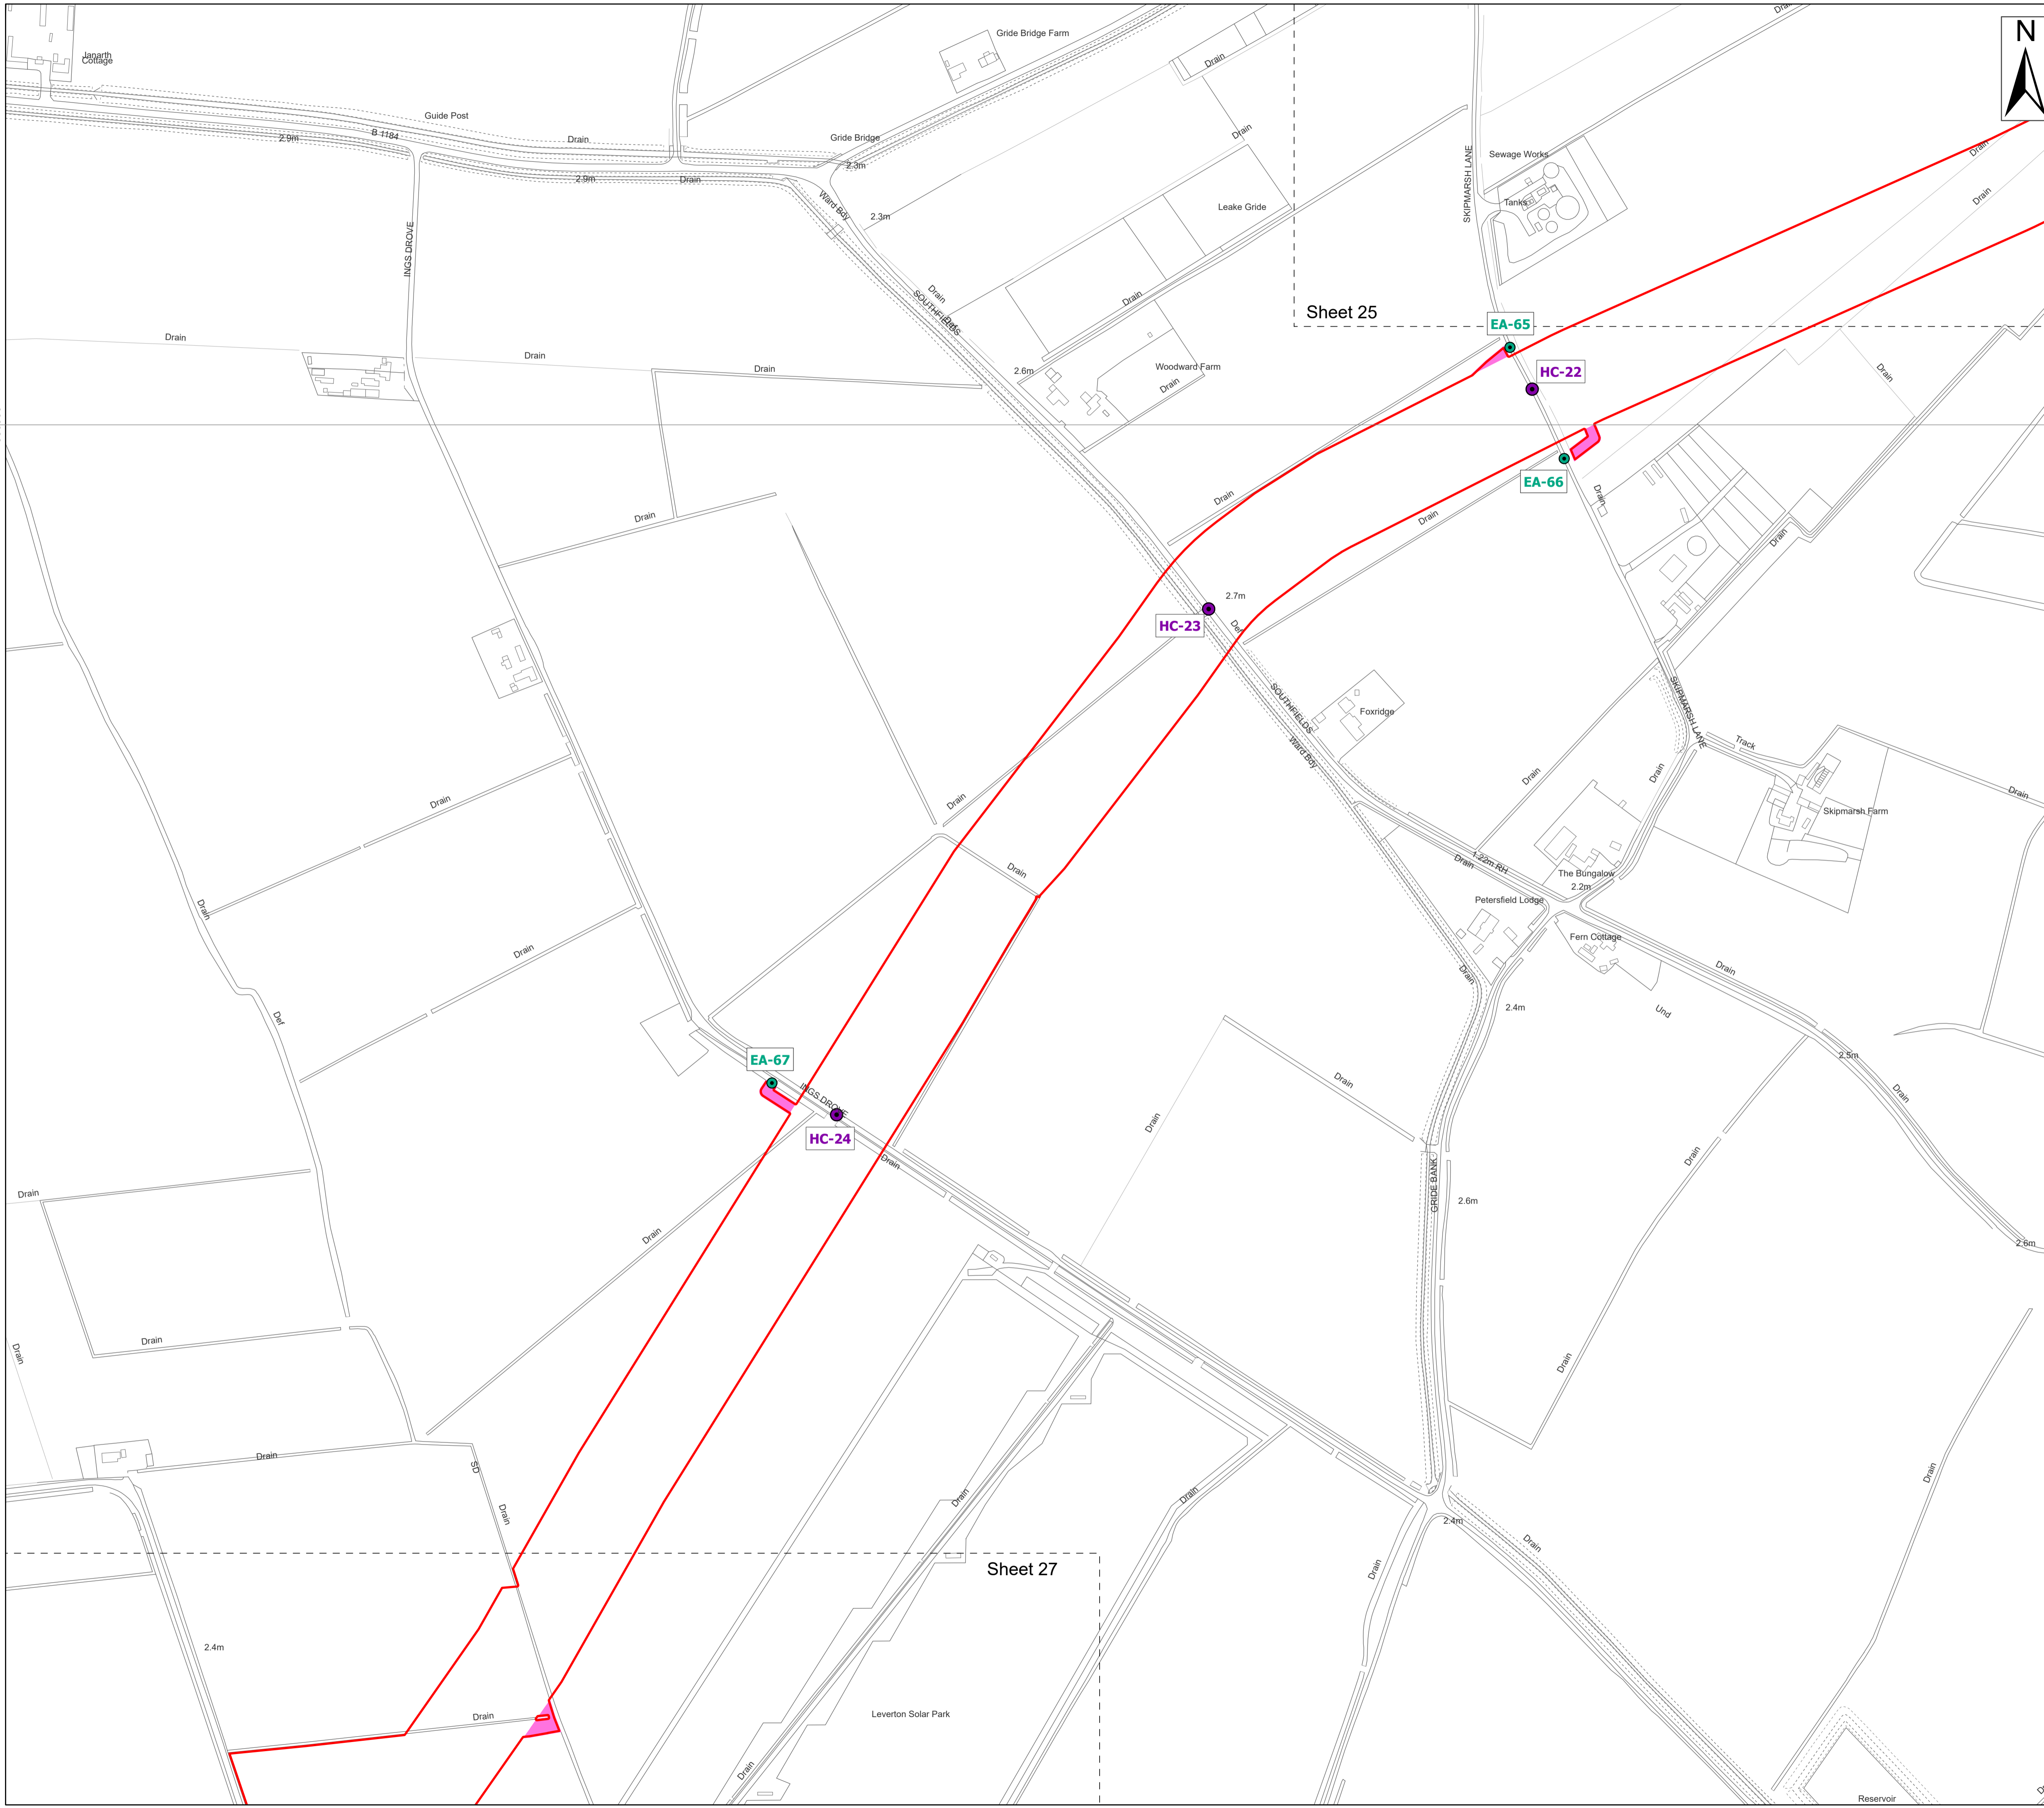 Janarth
Cottage
Guide Post
B 1184
2.9m
Drain
2.9m
Drain
Gride Bridge Farm
Gride Bridge
2.3m
Ward Bdy
2.3m
Drain
Drain
Leake Gride
Drain
N
Sewage Works
Tanks
SKIPMARSH LANE
Drain
Drain
Drain
INGS DROVE
Drain
Drain
Drain
Drain
Drain
SOUTHFIELDS
Def
2.6m
Woodward Farm
Drain
Sheet 25
EA-65
HC-22
EA-66
Drain
Drain
Drain
Drain
Drain
HC-23
2.7m
Def
SOUTHFIELDS
Ward Bdy
Foxridge
SKIPMARSH LANE
Track
Drain
Drain
Skipmarsh Farm
Drain
Drain
Drain
Drain
1.22m RH
Drain
The Bungalow
2.2m
Petersfield Lodge
Fern Cottage
Drain
Drain
Drain
Drain
2.4m
Und
Def
2.5m
Drain
EA-67
INGS DROVE
HC-24
Drain
Drain
Drain
Drain
GRIDE BANK
2.6m
Drain
Drain
2.6m
Drain
Drain
Drain
Drain
Drain
SD
Drain
Drain
Drain
Drain
2.4m
Drain
Drain
Sheet 27
2.4m
Drain
Leverton Solar Park
Drain
Reservoir